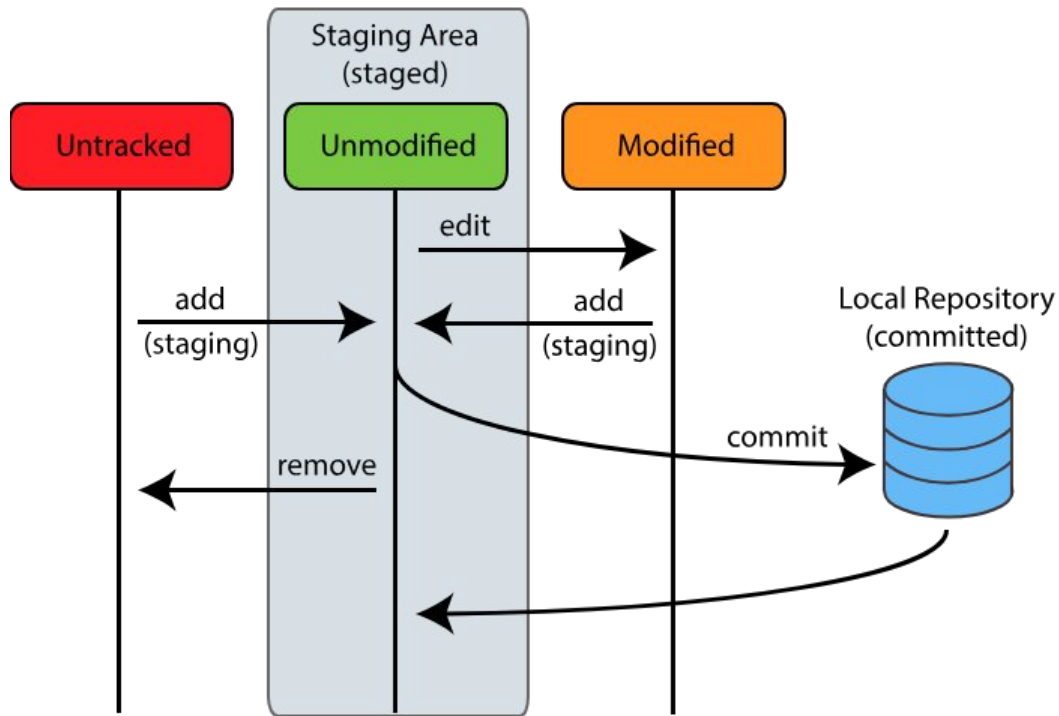 Staging Area
(staged)
Untracked
Unmodified
Modified
edit
add
(staging)
add
(staging)
Local Repository
(committed)
commit
remove